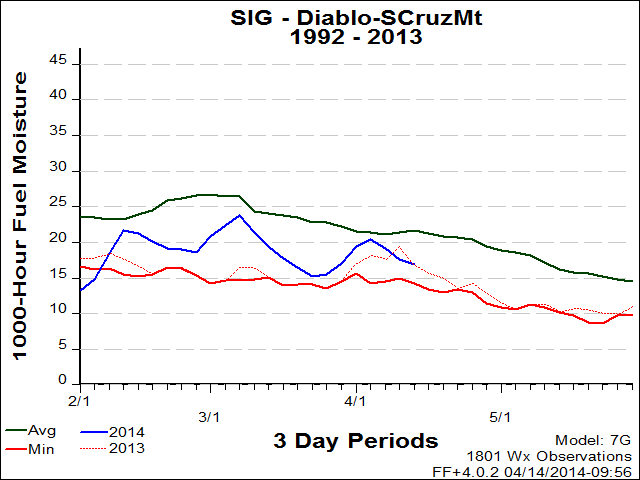 SIG - Diablo-SCruzMt
1992 - 2013
1000-Hour Fuel Moisture
45
40
35
30
25
20
15
10
5
0
2/1 3/1 4/1 5/1
3 Day Periods
Avg 2014
Min 2013
Model: 7G
1801 Wx Observations
FF+4.0.2 04/14/2014-09:56